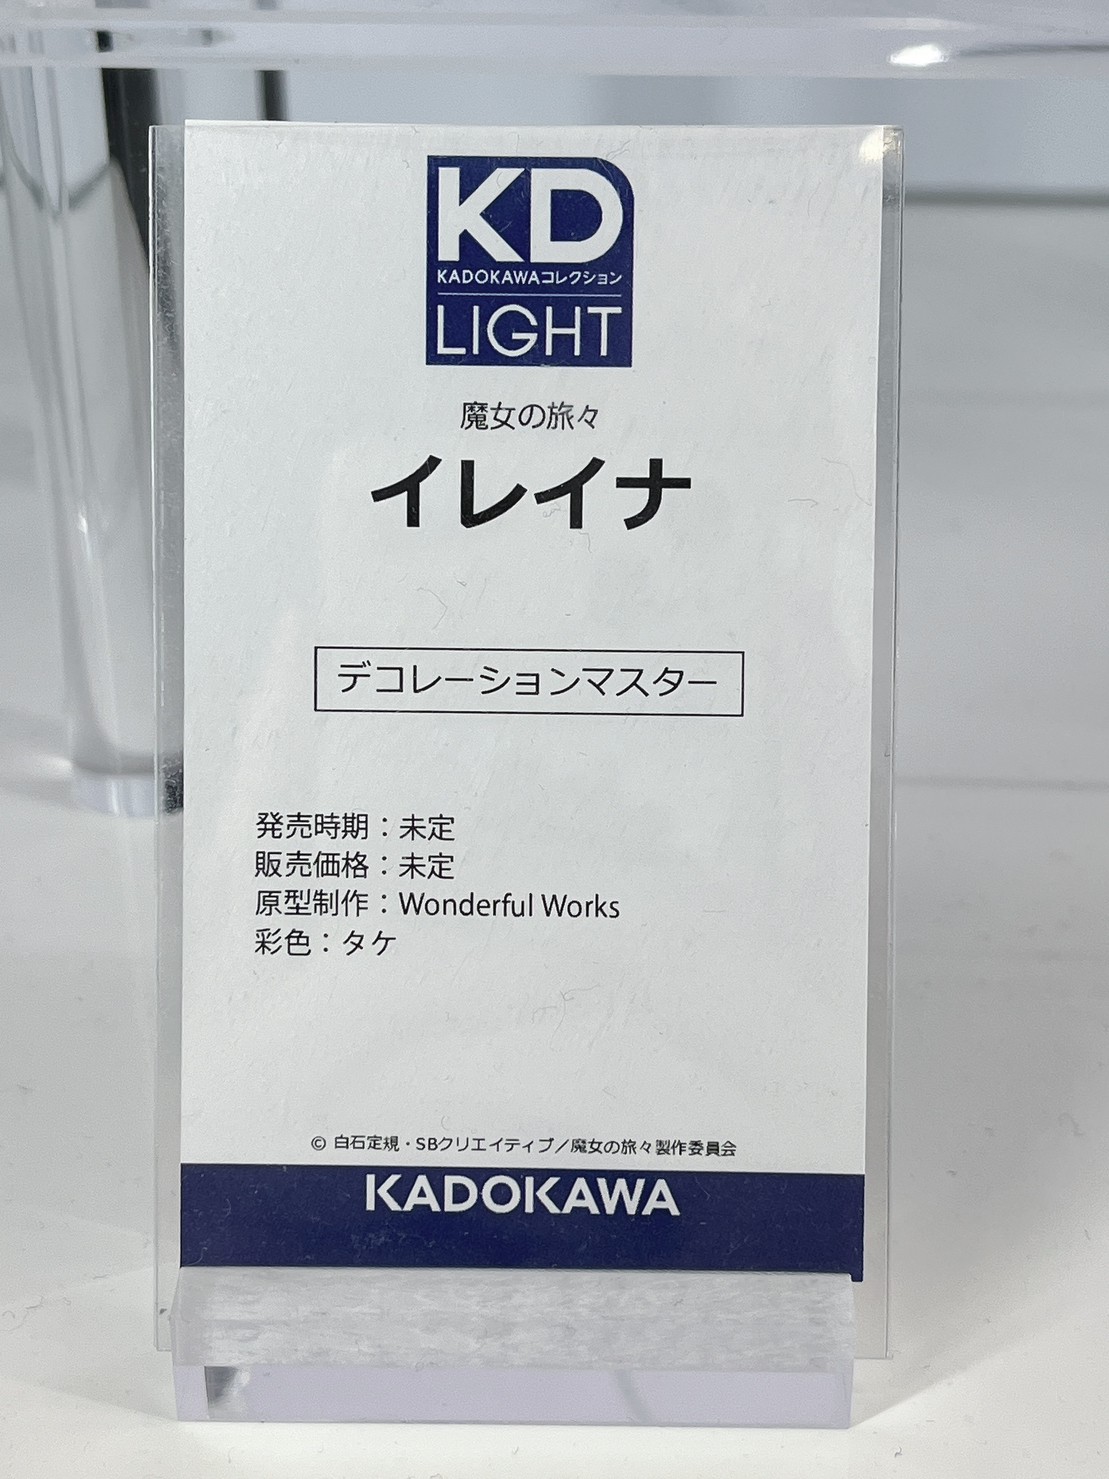 KD
KADOKAWAコレクション
LIGHT
魔女の旅々
イレイナ
デコレーションマスター
発売時期：未定
販売価格：未定
原型制作：Wonderful Works
彩色：タケ
© 白石定規・SBクリエイティブ／魔女の旅々製作委員会
KADOKAWA